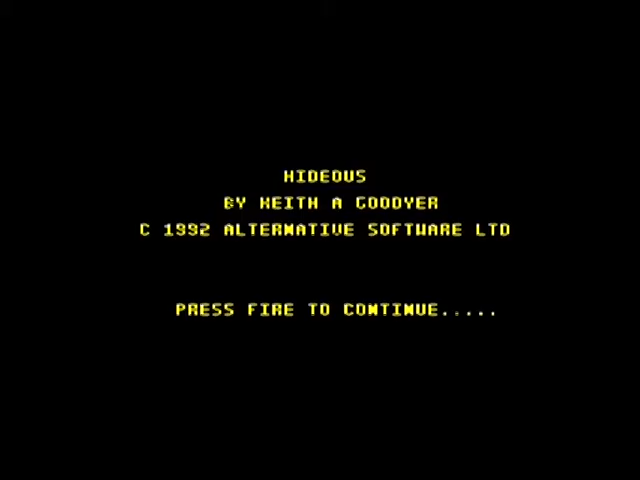 HIDEOUS
BY KEITH A GOODYER
C 1992 ALTERNATIVE SOFTWARE LTD
PRESS FIRE TO CONTINUE.....